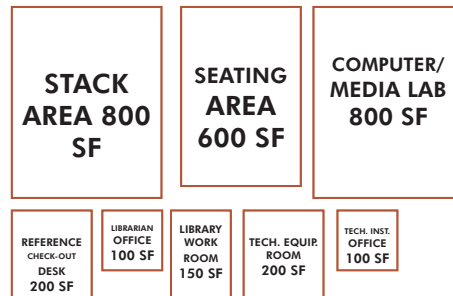 STACK
AREA 800
SF
SEATING
AREA
600 SF
COMPUTER/
MEDIA LAB
800 SF
REFERENCE
CHECK-OUT
DESK
200 SF
LIBRARIAN
OFFICE
100 SF
LIBRARY
WORK
ROOM
150 SF
TECH. EQUIP.
ROOM
200 SF
TECH. INST.
OFFICE
100 SF